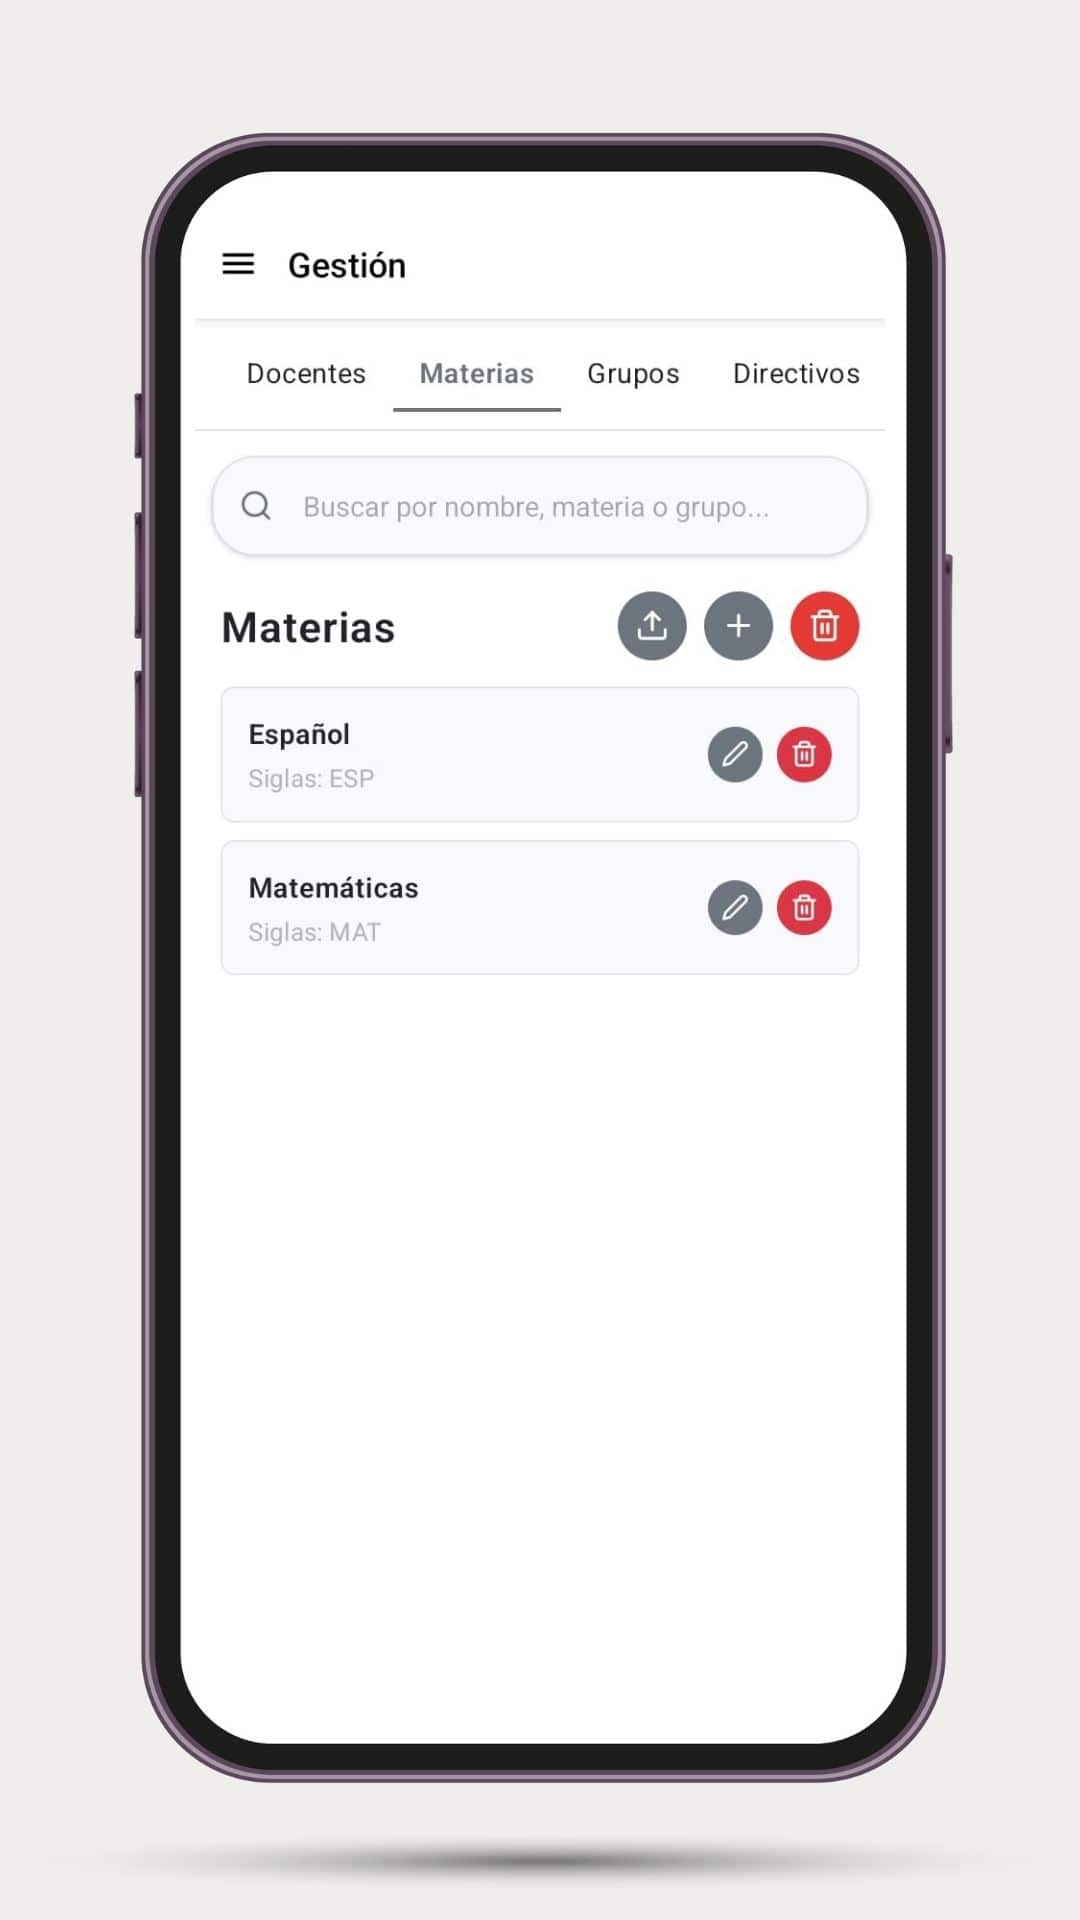 Gestión
Docentes Materias Grupos Directivos
Buscar por nombre, materia o grupo...
Materias
Español
Siglas: ESP
Matemáticas
Siglas: MAT